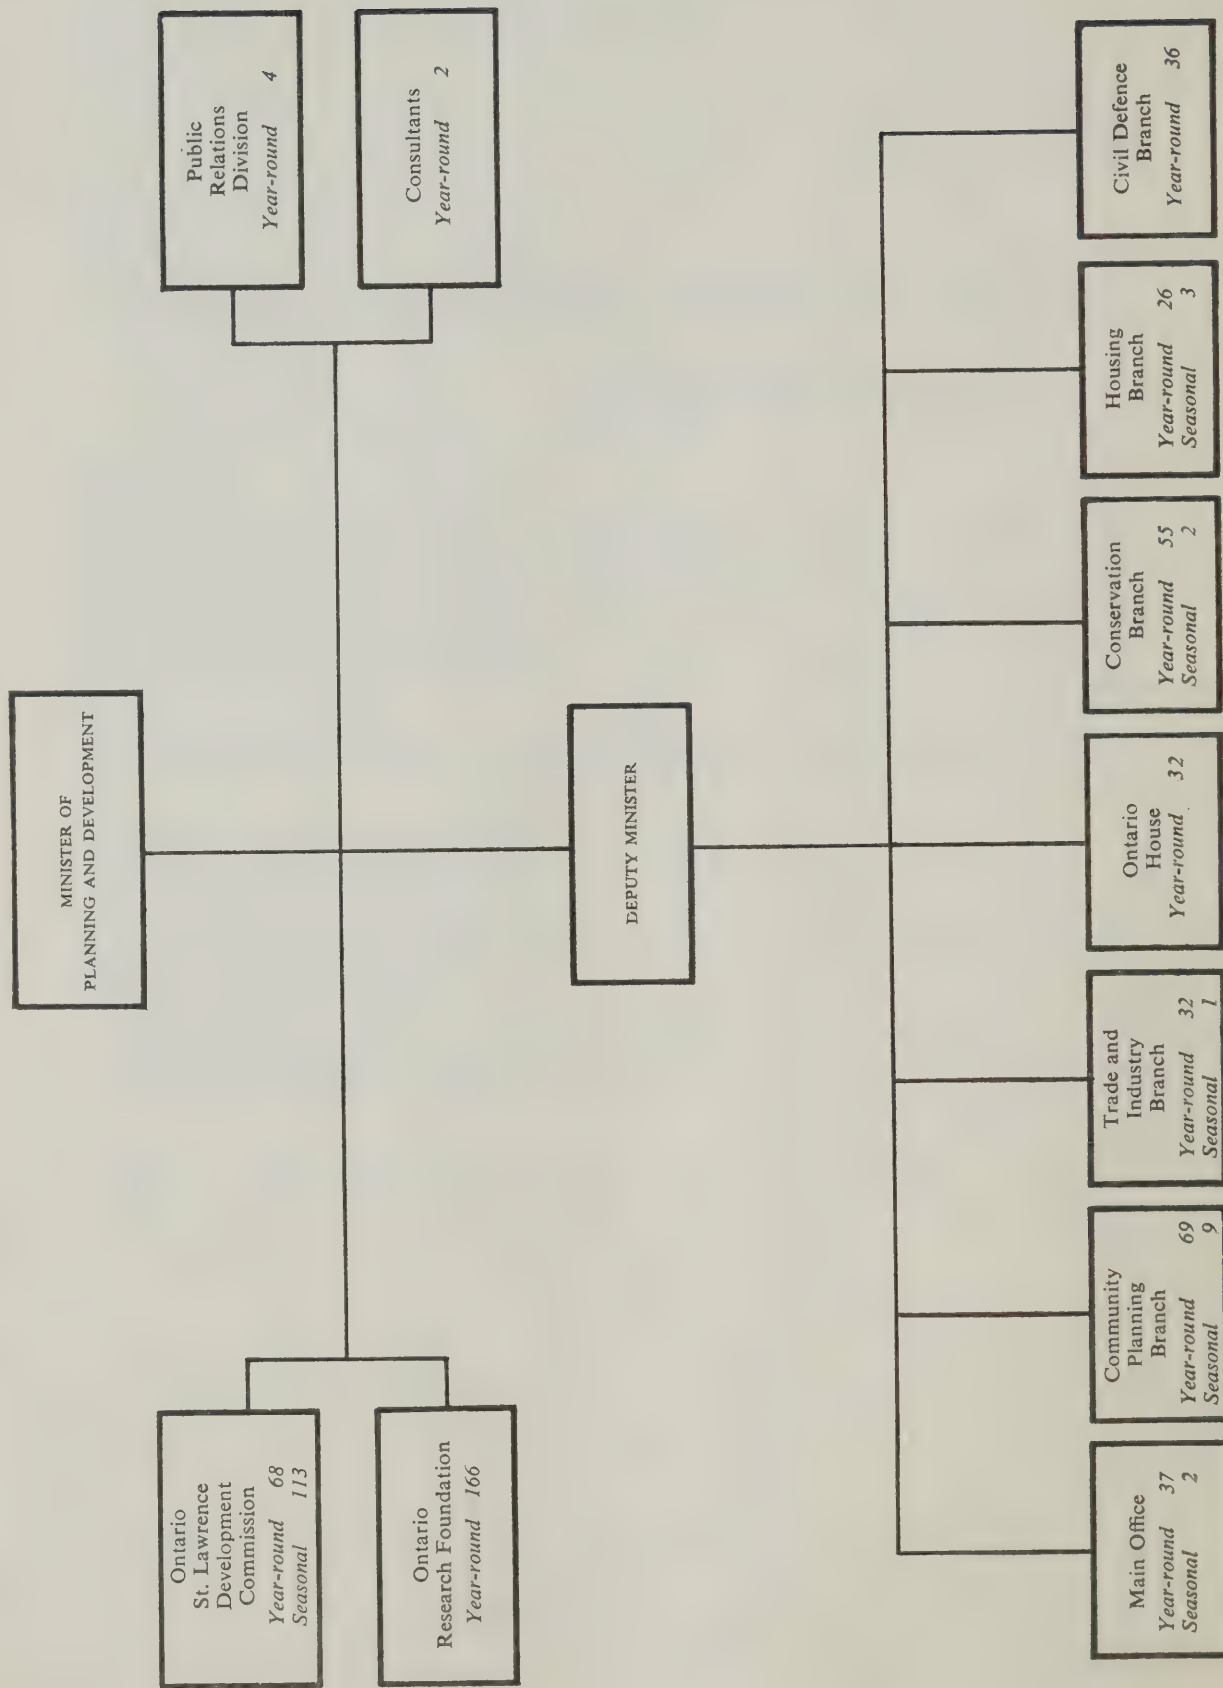 MINISTER OF
PLANNING AND DEVELOPMENT
Ontario
St. Lawrence
Development
Commission
Year-round 68
Seasonal 113
Ontario
Research Foundation
Year-round 166
Public
Relations
Division
Year-round 4
Consultants
Year-round 2
DEPUTY MINISTER
Main Office
Year-round 37
Seasonal 2
Community
Planning
Branch
Year-round 69
Seasonal 9
Trade and
Industry
Branch
Year-round 32
Seasonal 1
Ontario
House
Year-round 32
Conservation
Branch
Year-round 55
Seasonal 2
Housing
Branch
Year-round 26
Seasonal 3
Civil Defence
Branch
Year-round 36